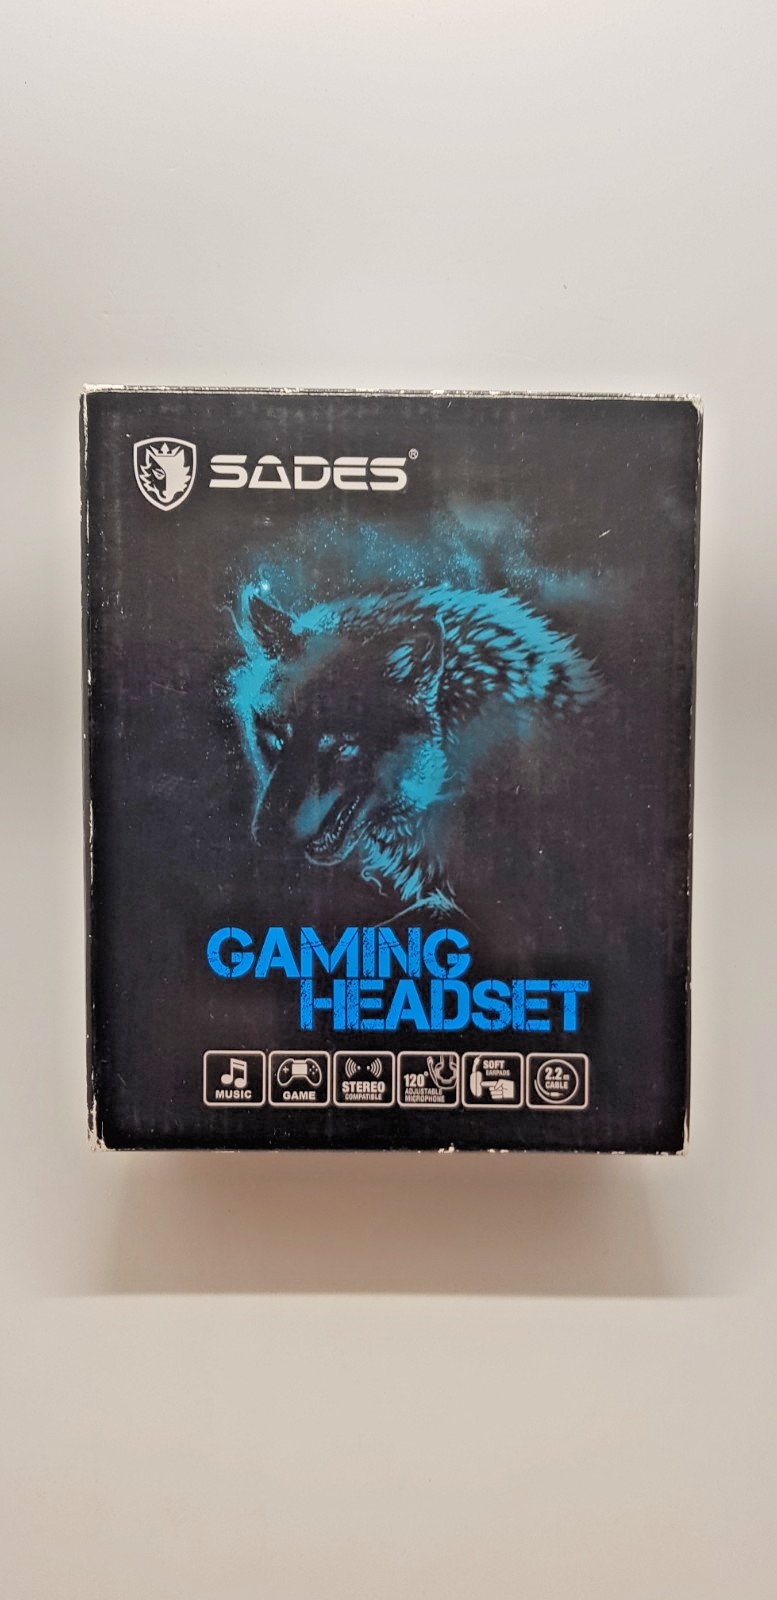 SADES®
GAMING
HEADSET
MUSIC
GAME
STEREO
COMPATIBLE
120°
ADJUSTABLE
MICROPHONE
SOFT
EARPADS
2.2m
CABLE